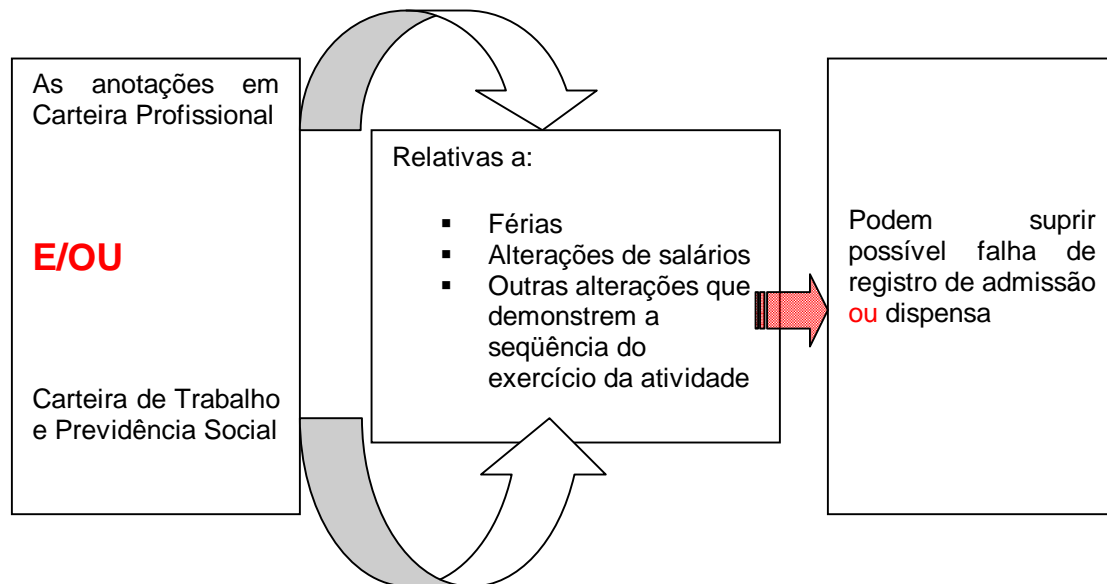 As anotações em
Carteira Profissional
E/OU
Carteira de Trabalho
e Previdência Social
Relativas a:
▪ Férias
▪ Alterações de salários
▪ Outras alterações que
demonstrem a
seqüência do
exercício da atividade
Podem suprir
possível falha de
registro de admissão
ou dispensa